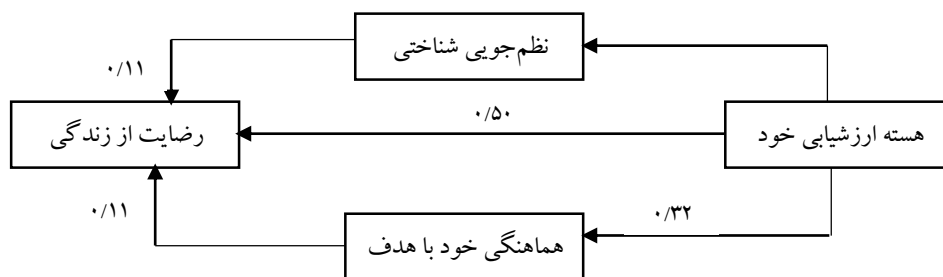 نظم‌جویی شناختی
۰/۱۱
هسته ارزشیابی خود
۰/۵۰
رضایت از زندگی
۰/۳۲
۰/۱۱
هماهنگی خود با هدف